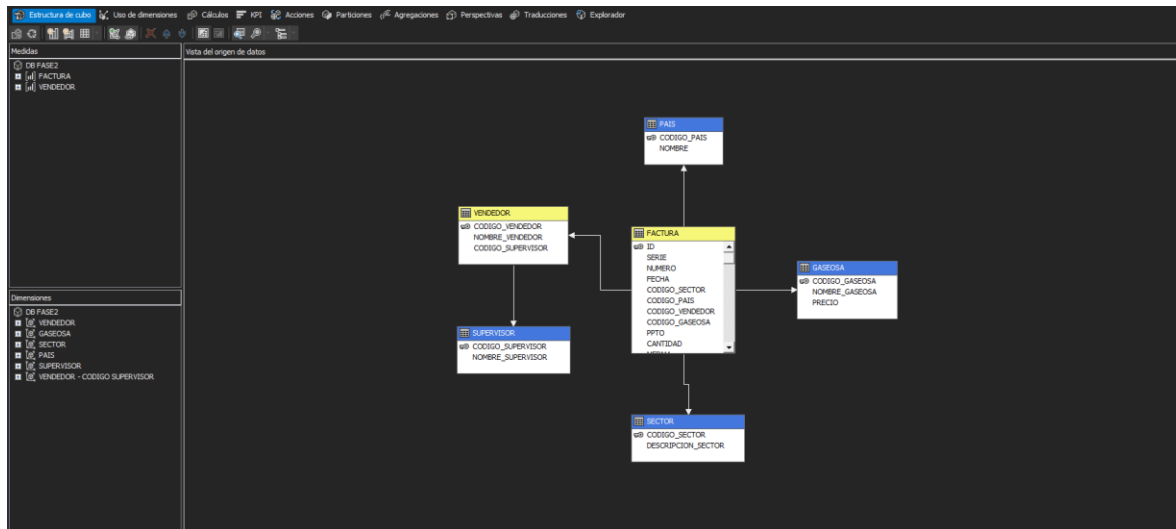 Estructura de cubo Uso de dimensiones Cálculos KPI Acciones Particiones Agregaciones Perspectivas Traducciones Explorador
Medidas
DB FASE2
FACTURA
VENDEDOR
Dimensiones
DB FASE2
VENDEDOR
GASEOSA
SECTOR
PAIS
SUPERVISOR
VENDEDOR - CODIGO SUPERVISOR
Vista del origen de datos
PAIS
CODIGO_PAIS
NOMBRE
VENDEDOR
CODIGO_VENDEDOR
NOMBRE_VENDEDOR
CODIGO_SUPERVISOR
FACTURA
ID
SERIE
NUMERO
FECHA
CODIGO_SECTOR
CODIGO_PAIS
CODIGO_VENDEDOR
CODIGO_GASEOSA
PPTO
CANTIDAD
GASEOSA
CODIGO_GASEOSA
NOMBRE_GASEOSA
PRECIO
SUPERVISOR
CODIGO_SUPERVISOR
NOMBRE_SUPERVISOR
SECTOR
CODIGO_SECTOR
DESCRIPCION_SECTOR